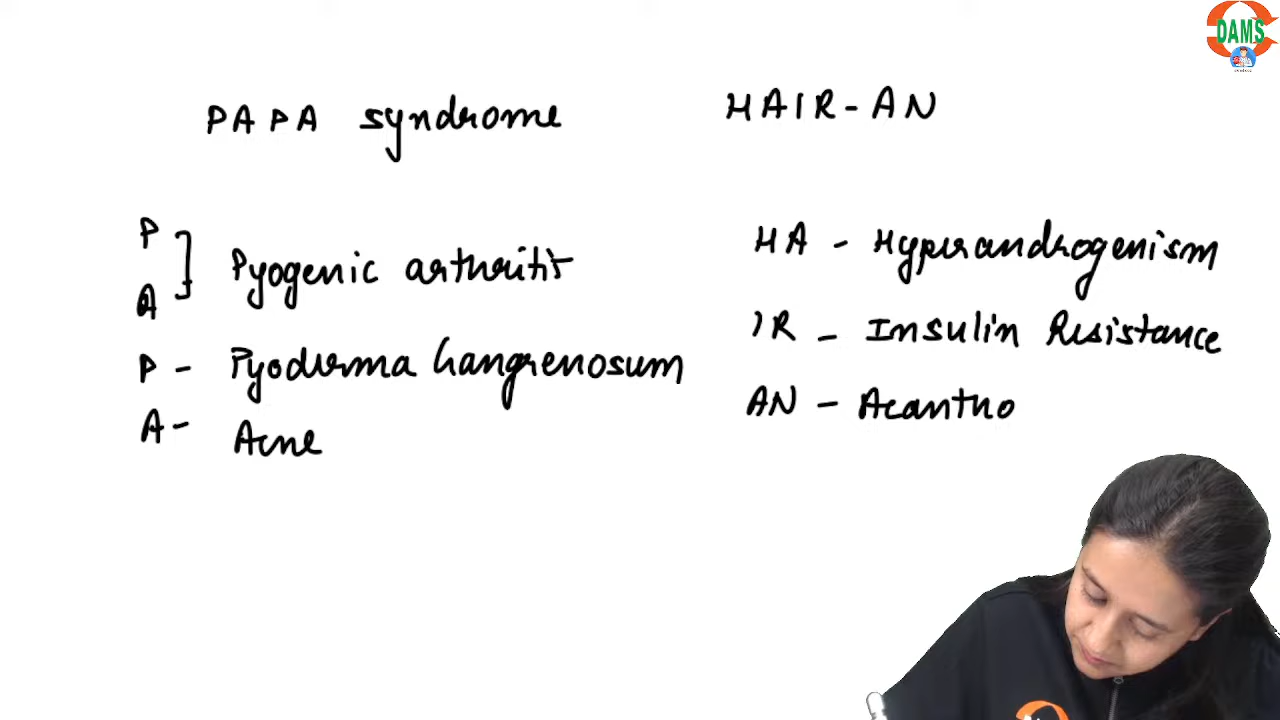 DAMS
PAPA syndrome
HAIR-AN
P
A
Pyogenic arthritis
P - Pyoderma Gangrenosum
A - Acne
HA - Hyperandrogenism
IR - Insulin Resistance
AN - Acantho